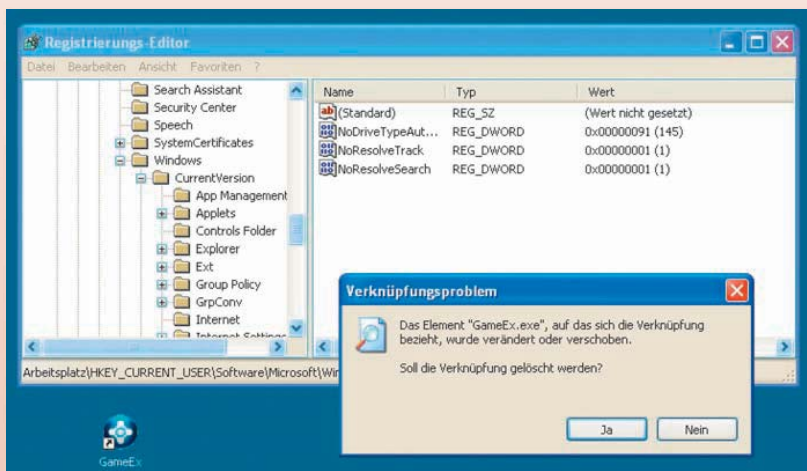 Registrierungs-Editor
Datei Bearbeiten Ansicht Favoriten ?
Search Assistant
Security Center
Speech
SystemCertificates
Windows
CurrentVersion
App Management
Applets
Controls Folder
Explorer
Ext
Group Policy
GrpConv
Internet
Internet Settings
Name Typ Wert
(Standard) REG_SZ (Wert nicht gesetzt)
NoDriveTypeAut... REG_DWORD 0x00000091 (145)
NoResolveTrack REG_DWORD 0x00000001 (1)
NoResolveSearch REG_DWORD 0x00000001 (1)
Arbeitsplatz\HKEY_CURRENT_USER\Software\Microsoft\Wir
Verknüpfungsproblem
Das Element "GameEx.exe", auf das sich die Verknüpfung
bezieht, wurde verändert oder verschoben.
Soll die Verknüpfung gelöscht werden?
Ja Nein
GameEx